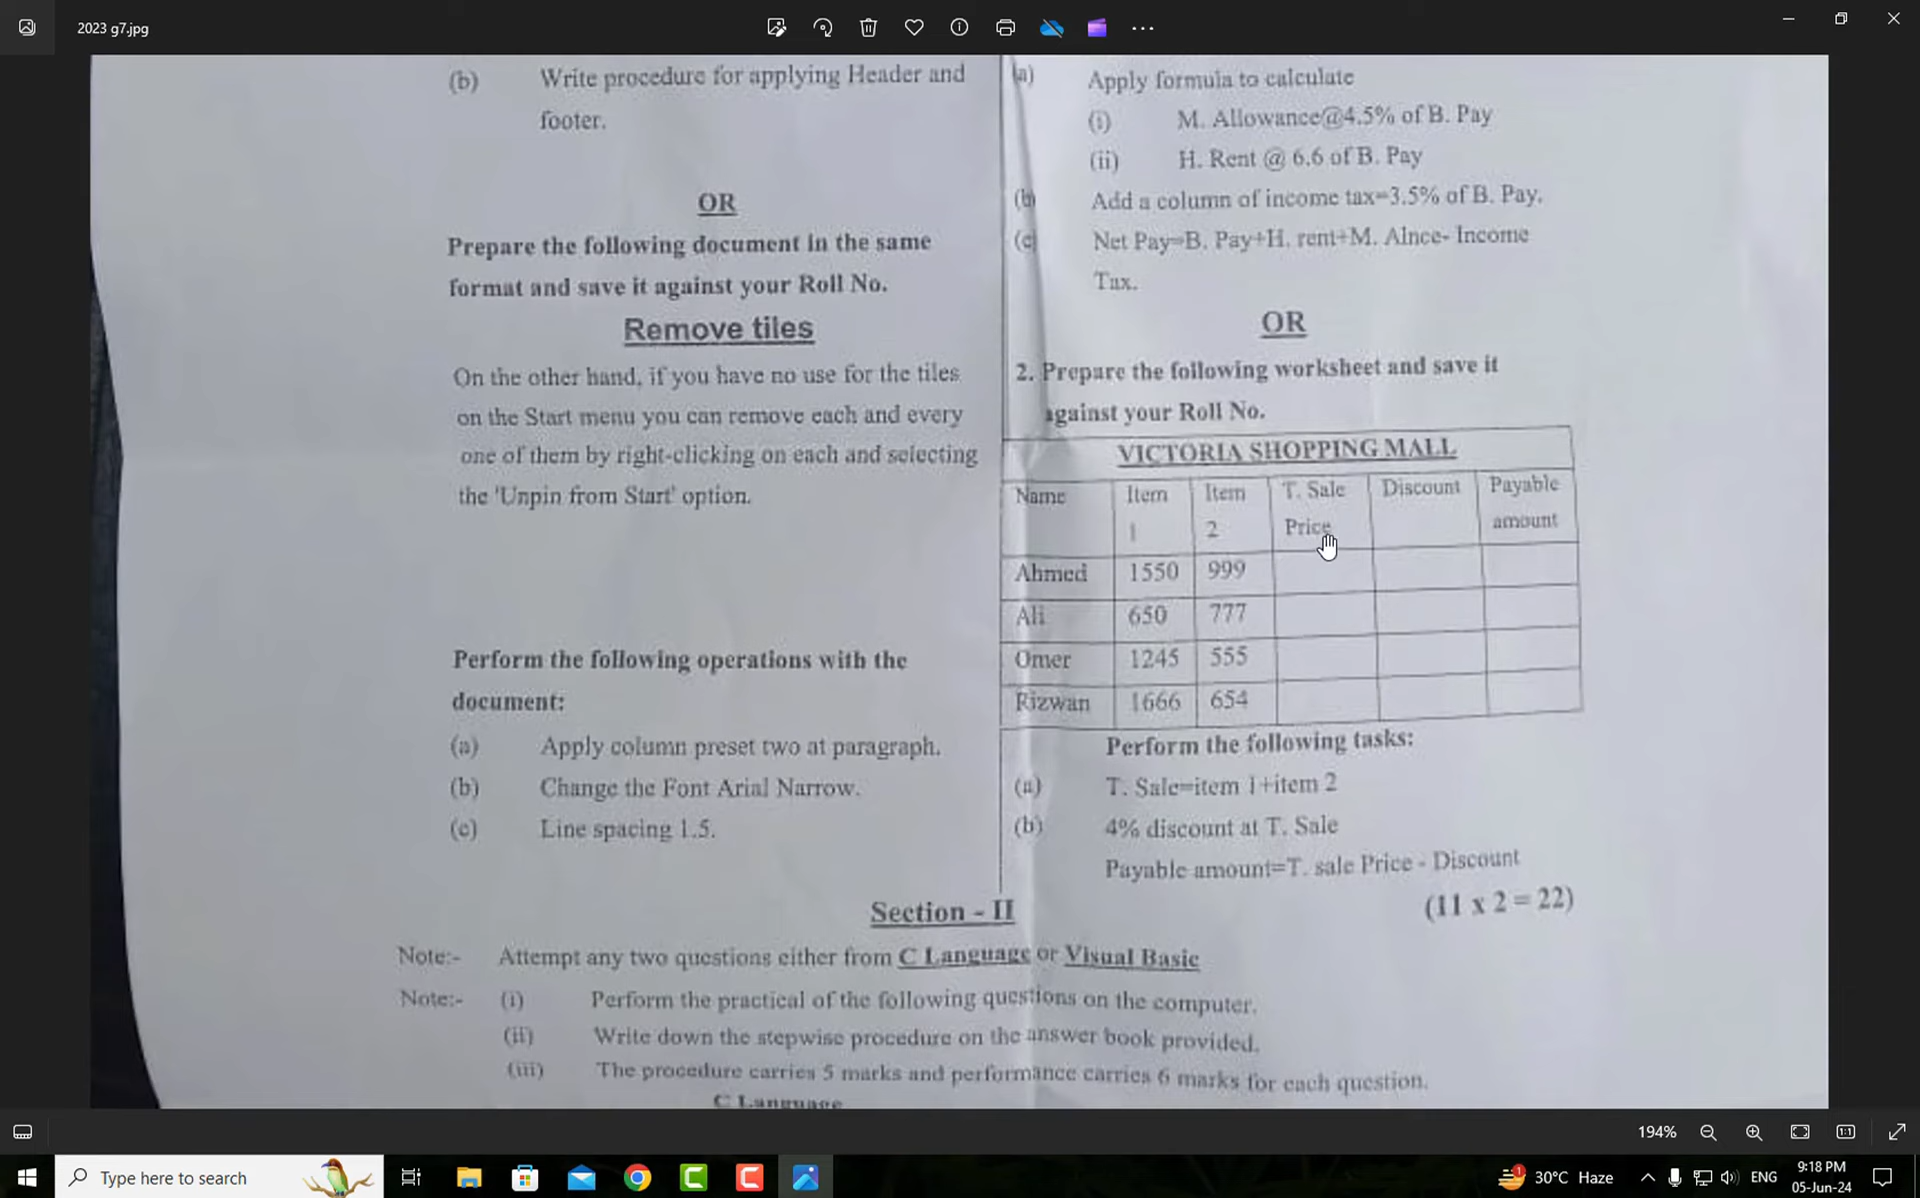 2023 g7.jpg
(b) Write procedure for applying Header and
footer.
OR
Prepare the following document in the same
format and save it against your Roll No.
Remove tiles
On the other hand, if you have no use for the tiles
on the Start menu you can remove each and every
one of them by right-clicking on each and selecting
the 'Unpin from Start' option.
Perform the following operations with the
document:
(a) Apply column preset two at paragraph.
(b) Change the Font Arial Narrow.
(c) Line spacing 1.5.
(a) Apply formula to calculate
(i) M. Allowance@4.5% of B. Pay
(ii) H. Rent @ 6.6 of B. Pay
(b) Add a column of income tax=3.5% of B. Pay.
(c) Net Pay=B. Pay+H. rent+M. Alnce- Income
Tax.
OR
2. Prepare the following worksheet and save it
against your Roll No.
VICTORIA SHOPPING MALL
Name Item Item T. Sale Discount Payable
1 2 Price amount
Ahmed 1550 999
Ali 650 777
Omer 1245 555
Rizwan 1666 654
Perform the following tasks:
(a) T. Sale=item 1+item 2
(b) 4% discount at T. Sale
Payable amount=T. sale Price - Discount
(11 x 2 = 22)
Section - II
Note:- Attempt any two questions either from C Language or Visual Basic
Note:- (i) Perform the practical of the following questions on the computer.
(ii) Write down the stepwise procedure on the answer book provided.
(iii) The procedure carries 5 marks and performance carries 6 marks for each question.
C Language
194%
1:1
Type here to search
1
30°C Haze
ENG
9:18 PM
05-Jun-24